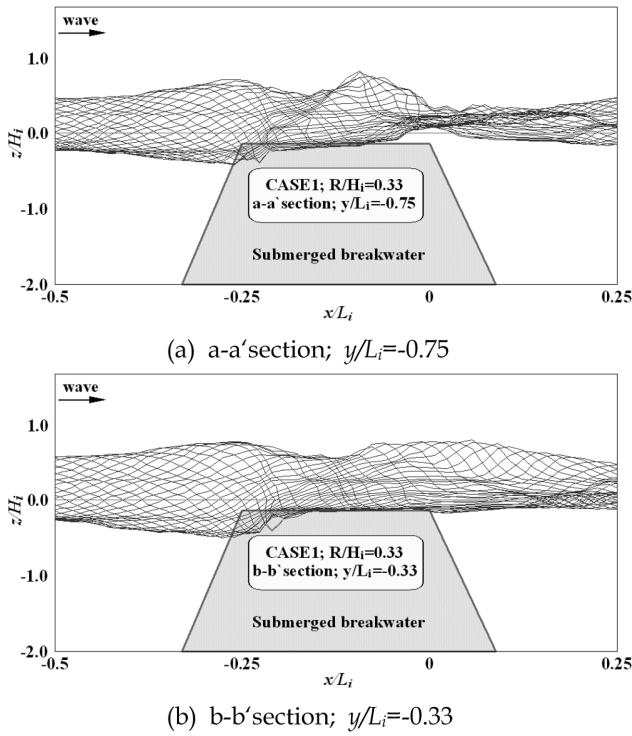 wave
1.0
z/Hi
0.0
-1.0
-2.0
CASE1; R/Hi=0.33
a-a`section; y/Li=-0.75
Submerged breakwater
-0.5 -0.25 0 0.25
x/Li
(a) a-a‘section; y/Li=-0.75
wave
1.0
z/Hi
0.0
-1.0
-2.0
CASE1; R/Hi=0.33
b-b`section; y/Li=-0.33
Submerged breakwater
-0.5 -0.25 0 0.25
x/Li
(b) b-b‘section; y/Li=-0.33